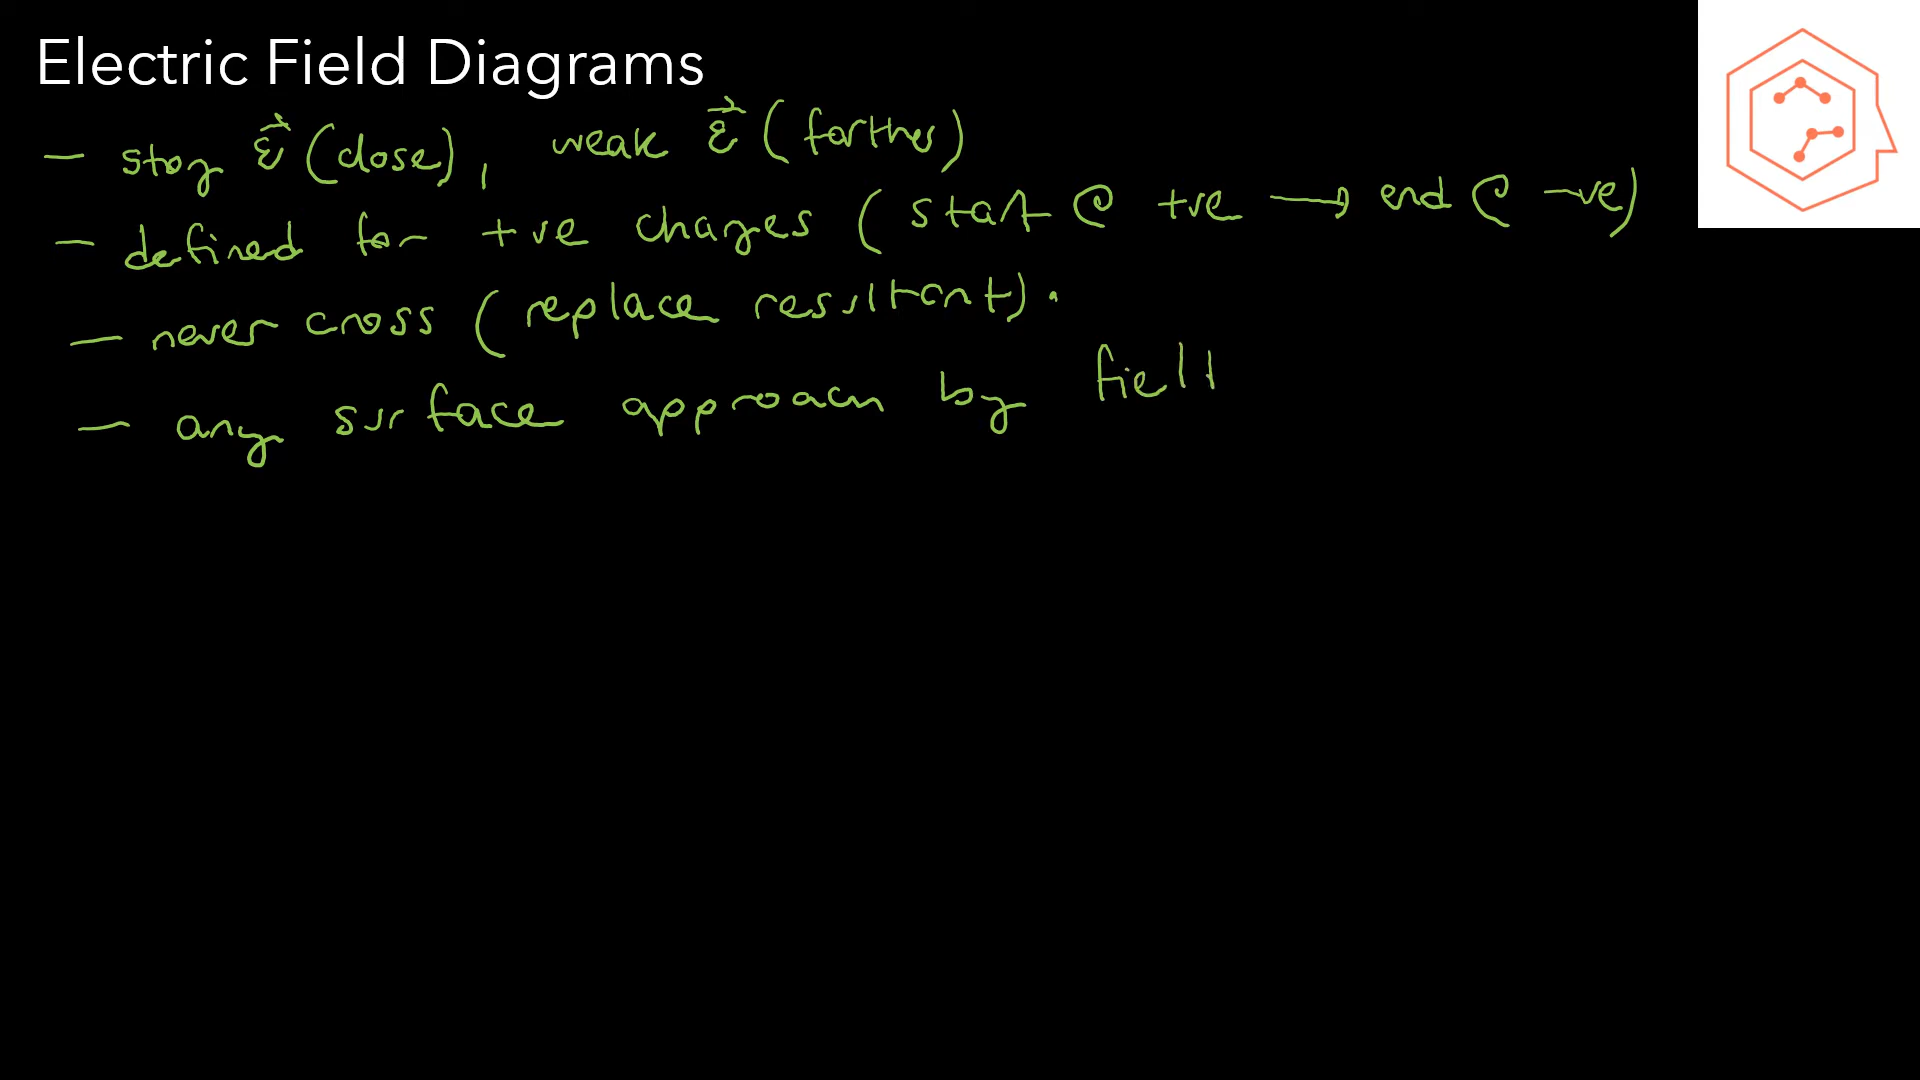 Electric Field Diagrams
– strong ε⃗ (close), weak ε⃗ (farther)
– defined for +ve charges (start @ +ve → end @ -ve)
– never cross (replace resultant).
– any surface approach by field